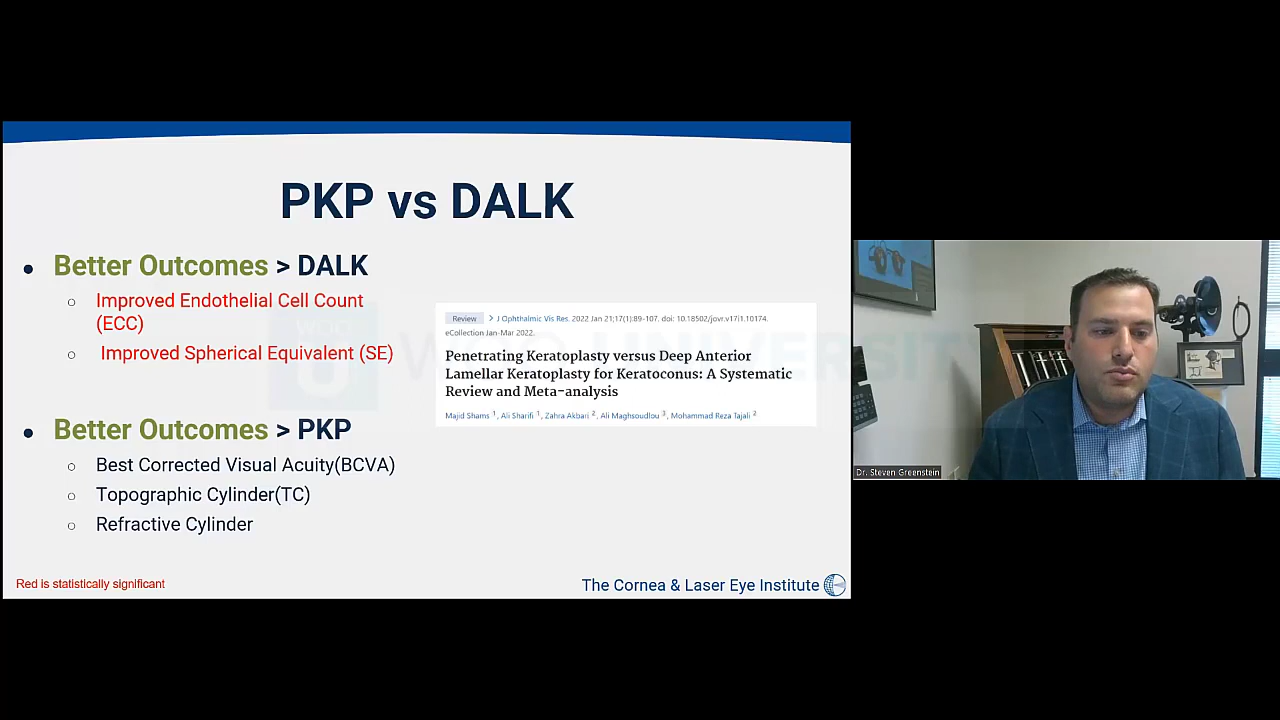 PKP vs DALK
● Better Outcomes > DALK
○ Improved Endothelial Cell Count
(ECC)
○ Improved Spherical Equivalent (SE)
● Better Outcomes > PKP
○ Best Corrected Visual Acuity(BCVA)
○ Topographic Cylinder(TC)
○ Refractive Cylinder
Red is statistically significant
Review > J Ophthalmic Vis Res. 2022 Jan 21;17(1):89-107. doi: 10.18502/jovr.v17i1.10174.
eCollection Jan-Mar 2022.
Penetrating Keratoplasty versus Deep Anterior
Lamellar Keratoplasty for Keratoconus: A Systematic
Review and Meta-analysis
Majid Shams 1, Ali Sharifi 1, Zahra Akbari 2, Ali Maghsoudlou 3, Mohammad Reza Tajali 2
The Cornea & Laser Eye Institute
WOO UNIVERSITY
WOO
U
Dr. Steven Greenstein